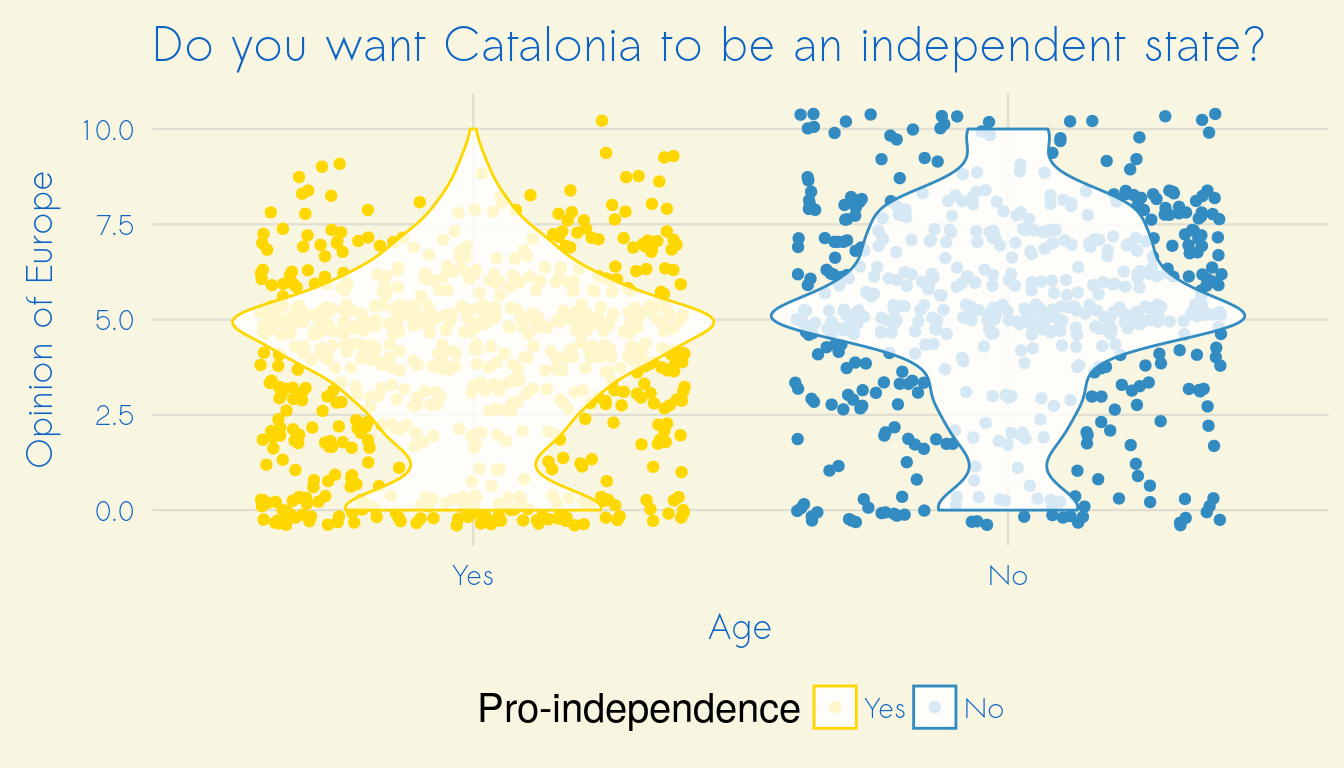 Do you want Catalonia to be an independent state?
Opinion of Europe
10.0
7.5
5.0
2.5
0.0
Yes No
Age
Pro-independence Yes No